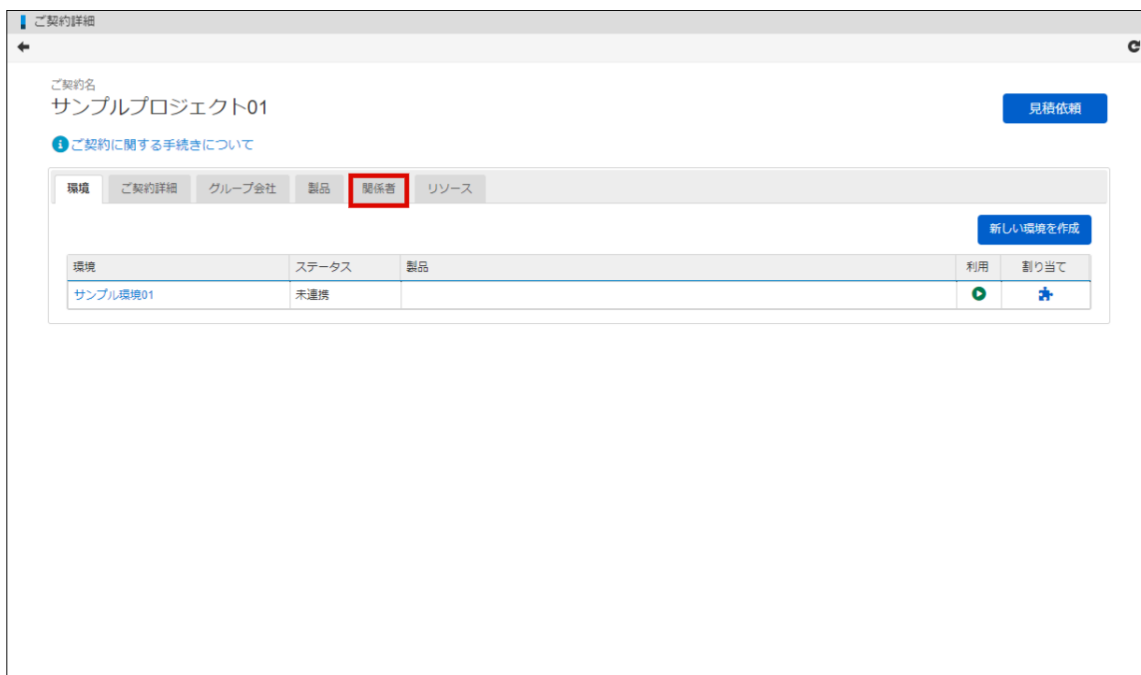 ご契約詳細
ご契約名
サンプルプロジェクト01
見積依頼
ご契約に関する手続きについて
環境 ご契約詳細 グループ会社 製品 関係者 リソース
新しい環境を作成
環境 ステータス 製品 利用 割り当て
サンプル環境01 未連携